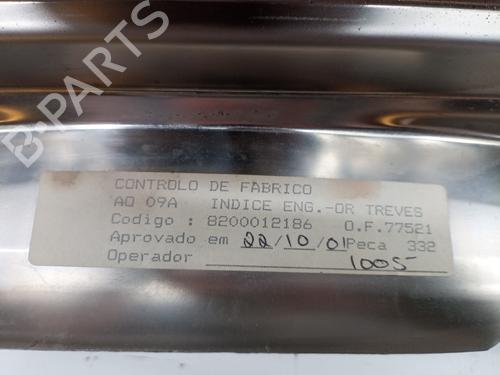 B-PARTS
CONTROLO DE FABRICO
AQ 09A INDICE ENG.-OR TREVES
Codigo : 8200012186 O.F.77521
Aprovado em 22/10/01 Peca 332
Operador 1005